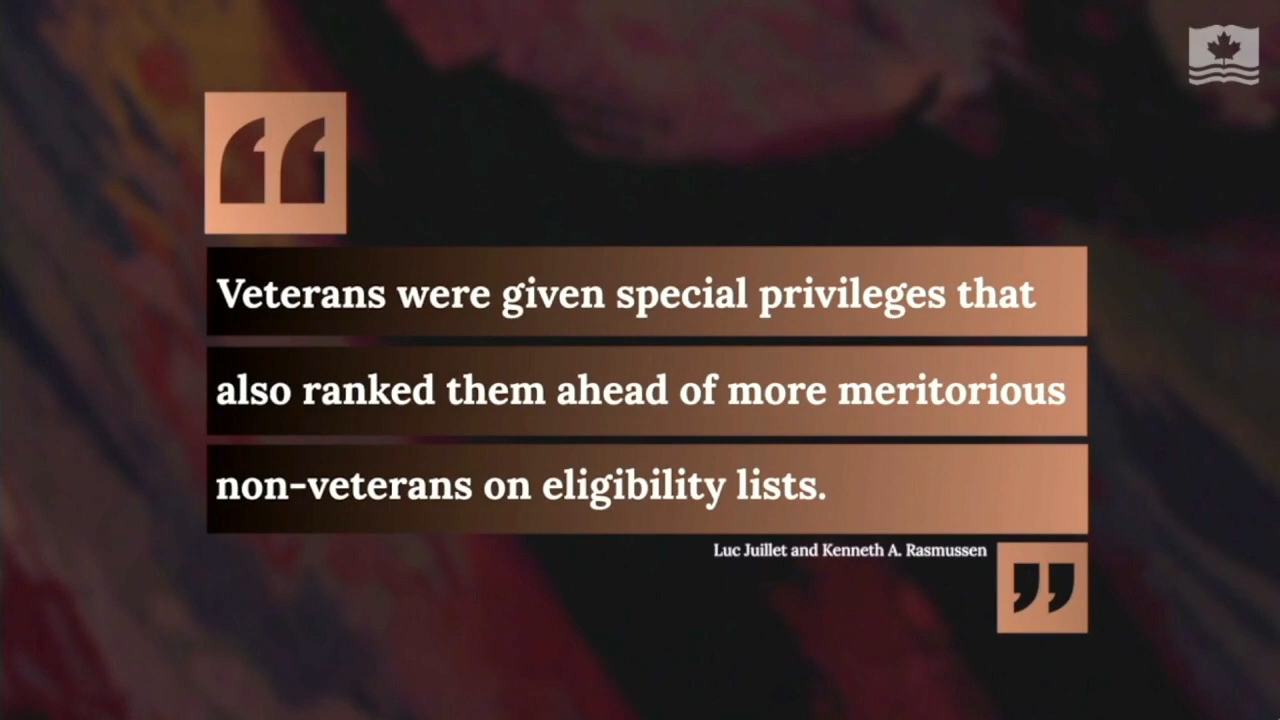 Veterans were given special privileges that
also ranked them ahead of more meritorious
non-veterans on eligibility lists.
Luc Juillet and Kenneth A. Rasmussen